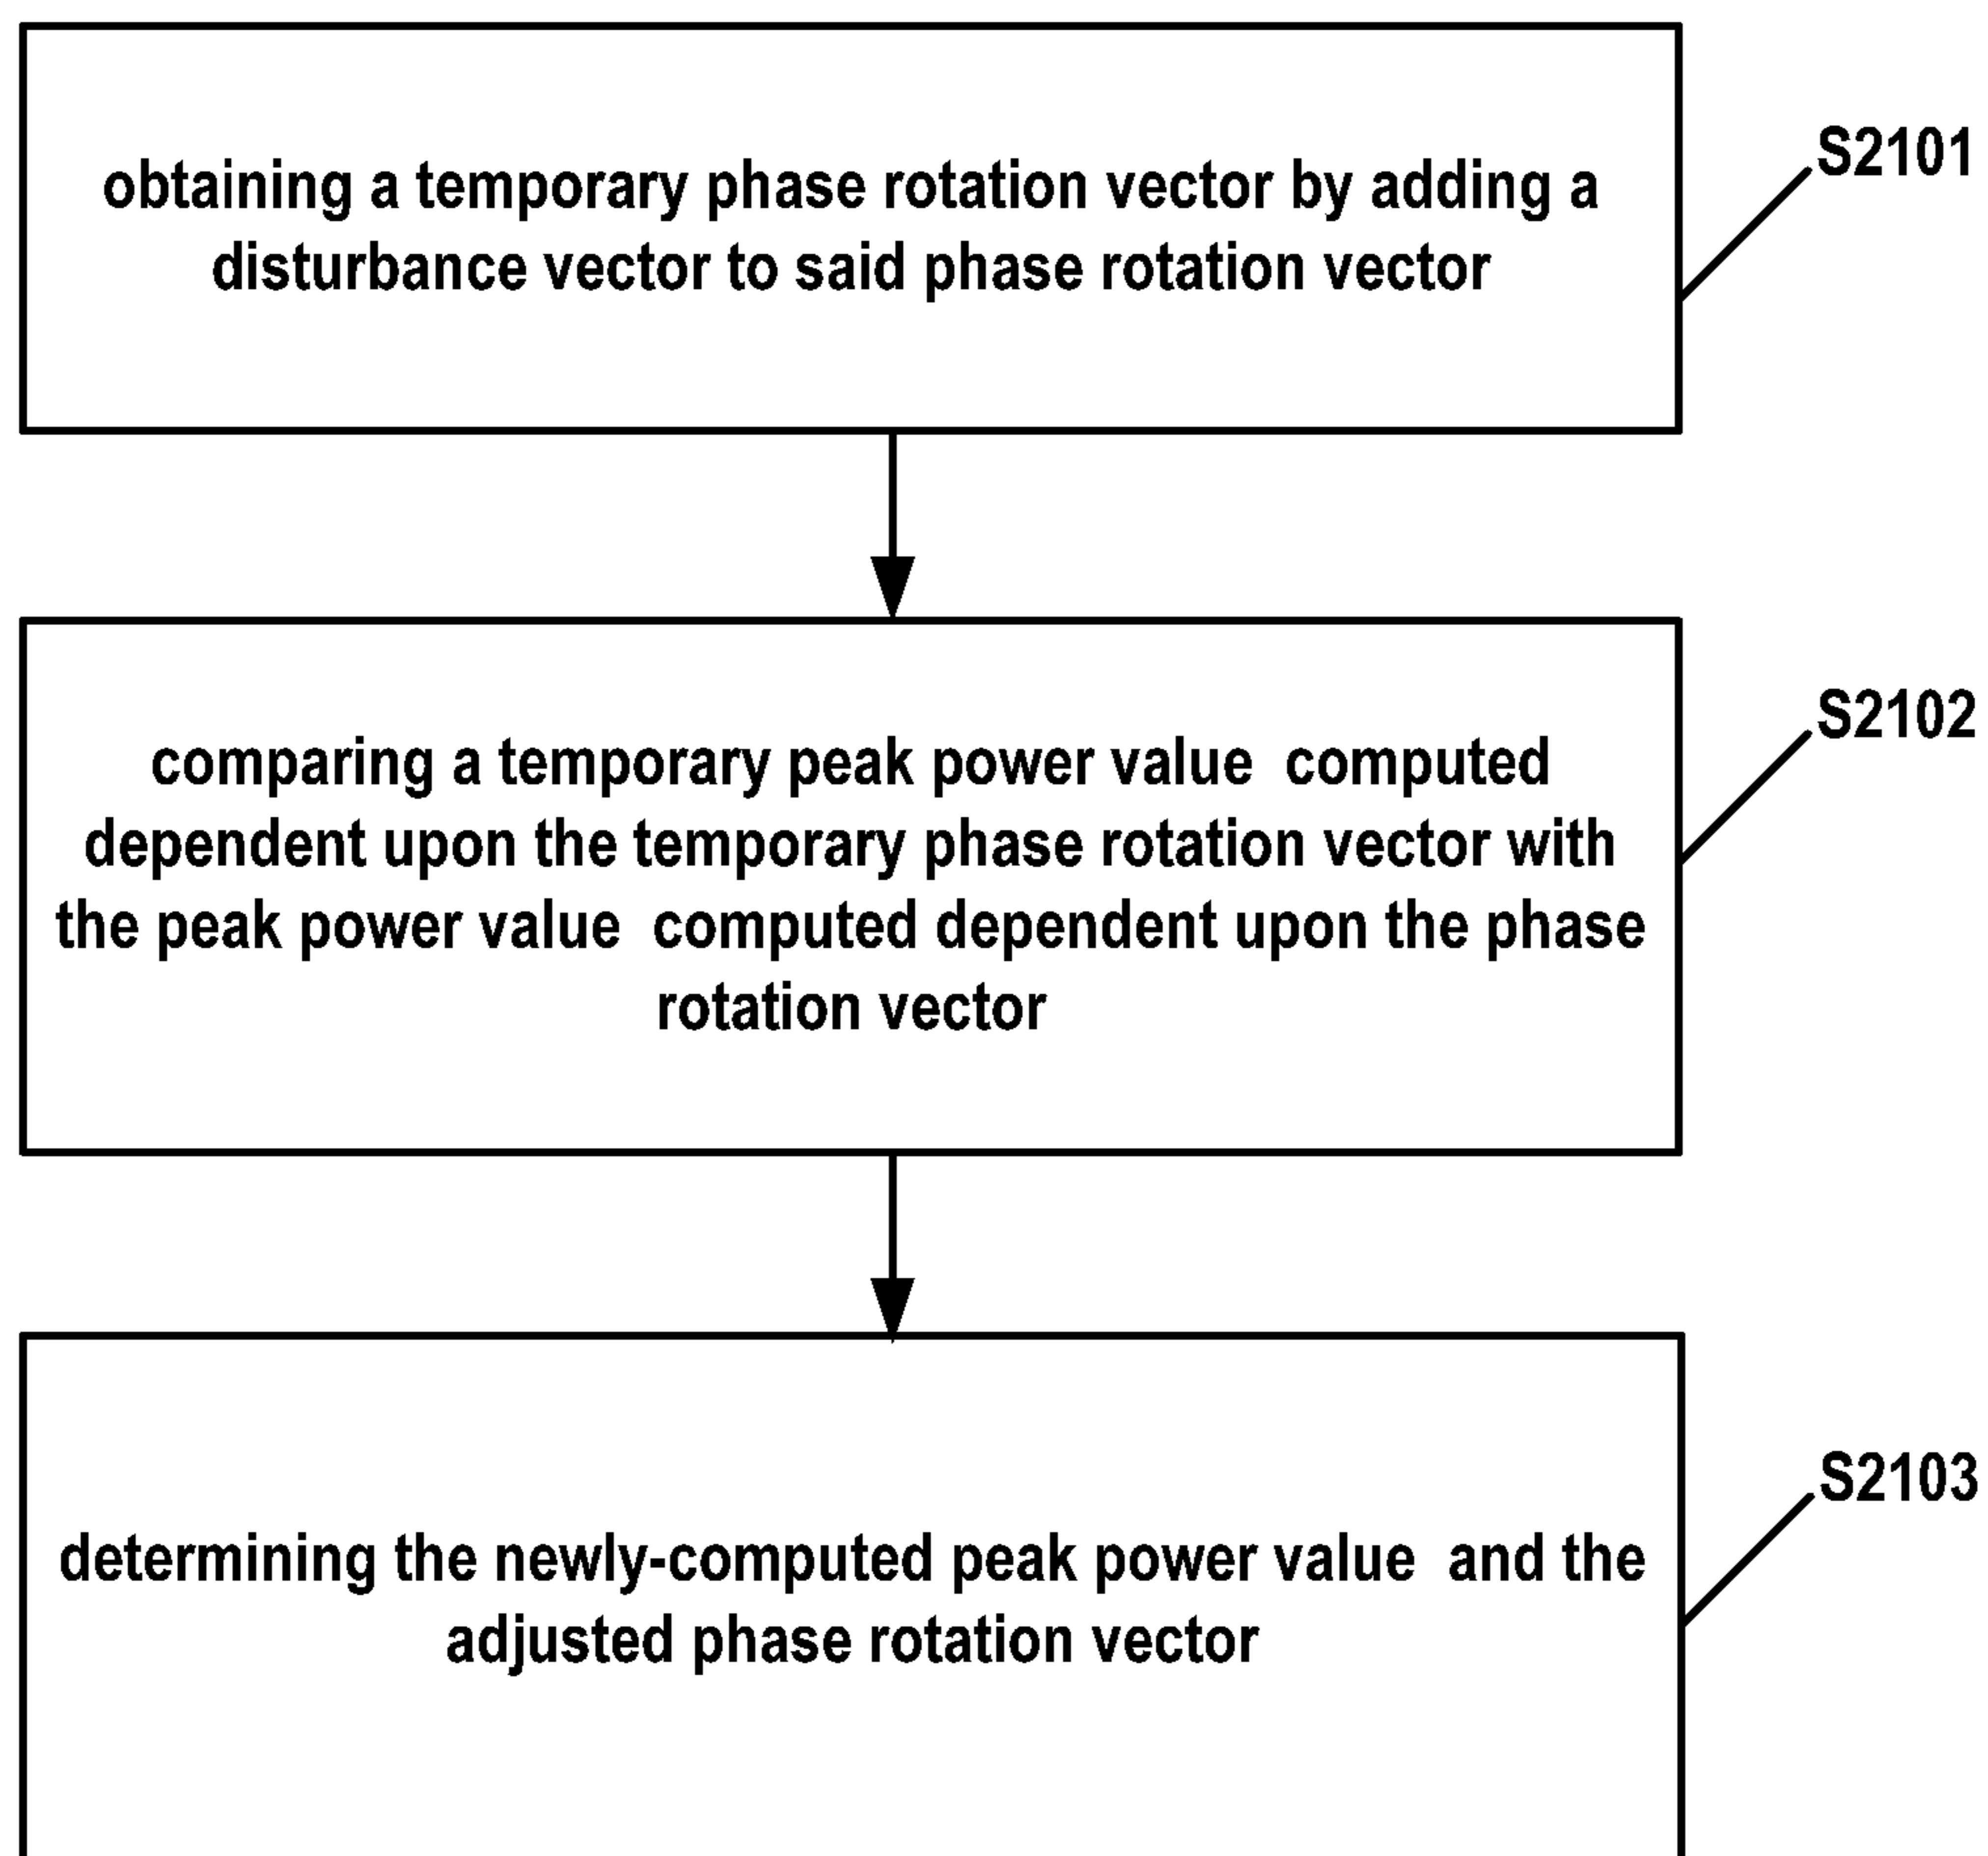 obtaining a temporary phase rotation vector by adding a
disturbance vector to said phase rotation vector
S2101
comparing a temporary peak power value computed
dependent upon the temporary phase rotation vector with
the peak power value computed dependent upon the phase
rotation vector
S2102
determining the newly-computed peak power value and the
adjusted phase rotation vector
S2103